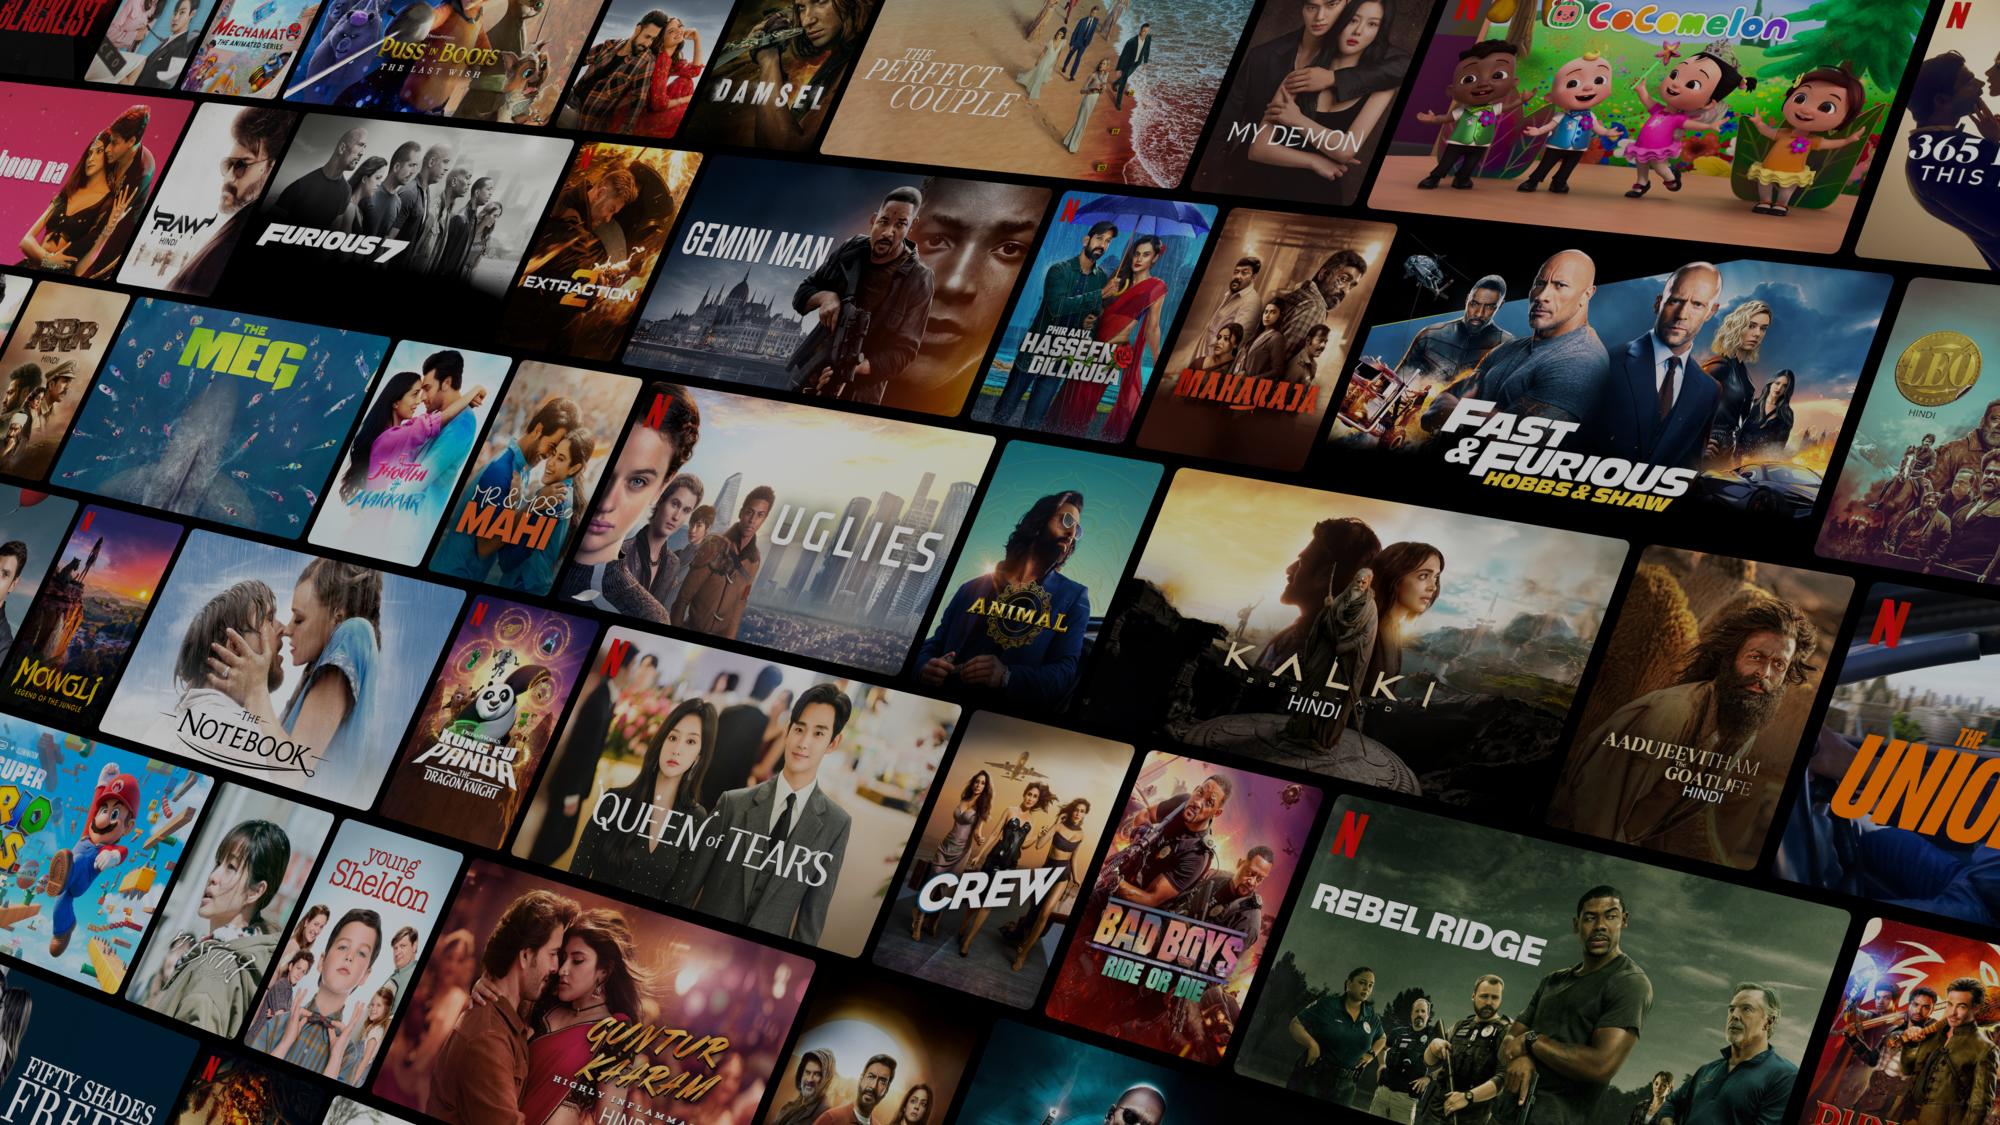 BLACKLIST
MECHAMATO
THE ANIMATED SERIES
PUSS IN BOOTS
THE LAST WISH
DAMSEL
THE
PERFECT
COUPLE
MY DEMON
N
CoComelon
N
365
THIS
hoon na
RAW
HINDI
FURIOUS 7
EXTRACTION
2
GEMINI MAN
N
PHIR AAYI
HASSEEN
DILLRUBA
MAHARAJA
FAST
& FURIOUS
HOBBS & SHAW
LEO
HINDI
RRR
HINDI
THE
MEG
JHOOTHI
MAKKAAR
MR. & MRS.
MAHI
N
UGLIES
ANIMAL
KALKI
2898 AD
HINDI
AADUJEEVITHAM
The
GOAT LIFE
HINDI
N
THE
UNIO
N
MOWGLI
LEGEND OF THE JUNGLE
THE
NOTEBOOK
N
DREAMWORKS
KUNG FU
PANDA
THE
DRAGON KNIGHT
N
QUEEN of TEARS
CREW
BAD BOYS
RIDE OR DIE
N
REBEL RIDGE
SUPER
RIO
young
Sheldon
GUNTUR
KAARAM
HIGHLY INFLAMMA
HINDI
FIFTY SHADES
FREED
N